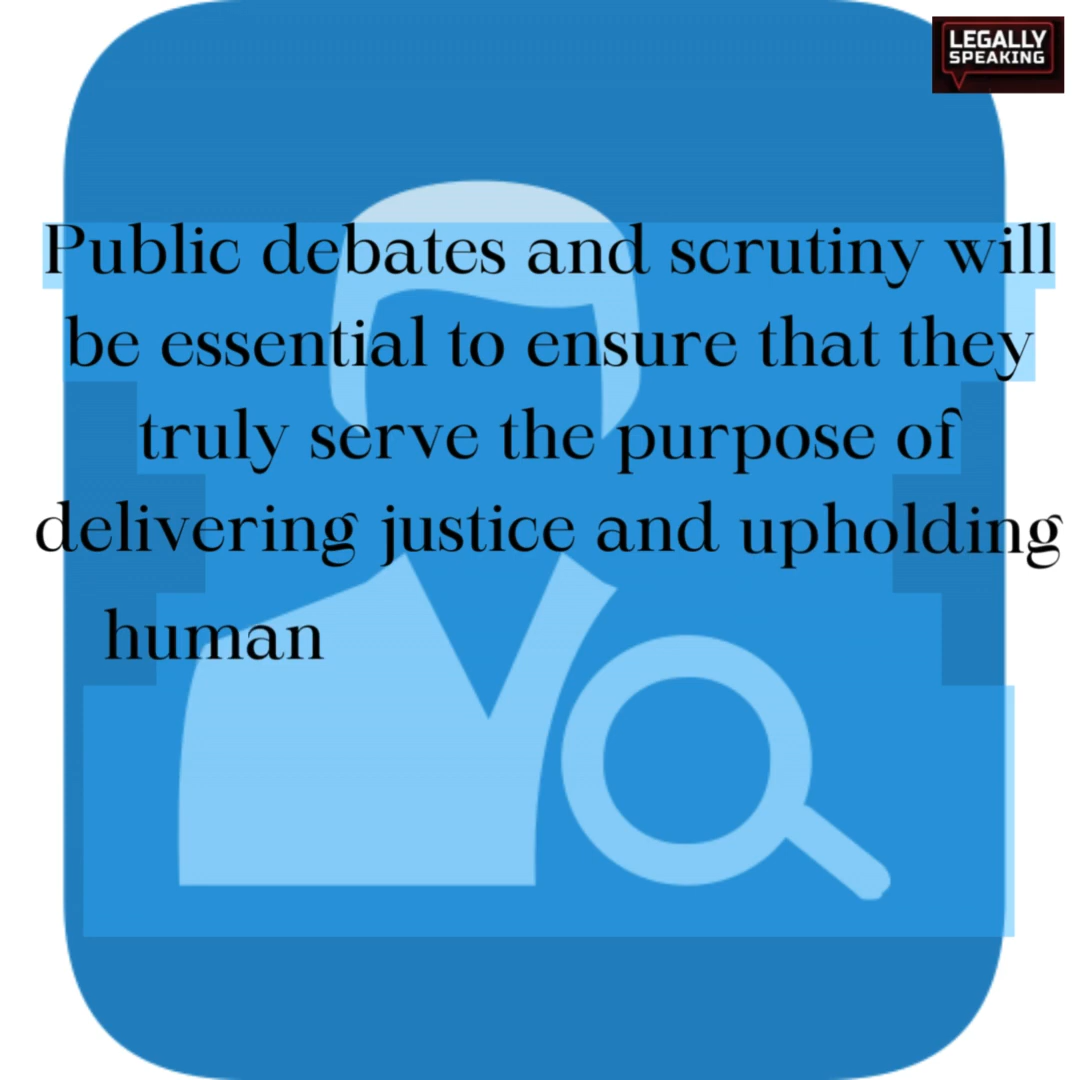 LEGALLY
SPEAKING
Public debates and scrutiny will
be essential to ensure that they
truly serve the purpose of
delivering justice and upholding
human